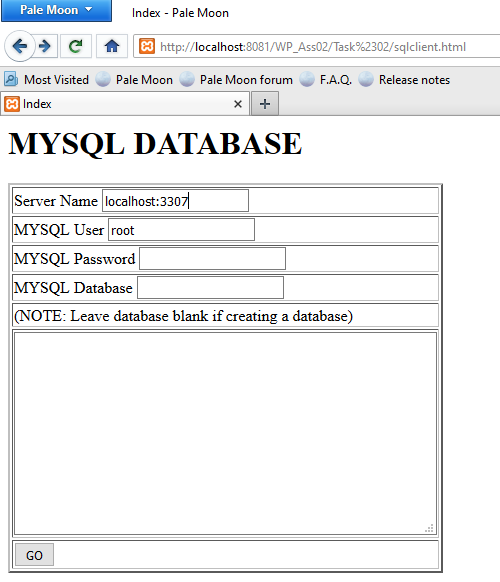 Pale Moon
Index - Pale Moon
http://localhost:8081/WP_Ass02/Task%2302/sqlclient.html
Most Visited Pale Moon Pale Moon forum F.A.Q. Release notes
Index
MYSQL DATABASE
Server Name localhost:3307
MYSQL User root
MYSQL Password
MYSQL Database
(NOTE: Leave database blank if creating a database)
GO